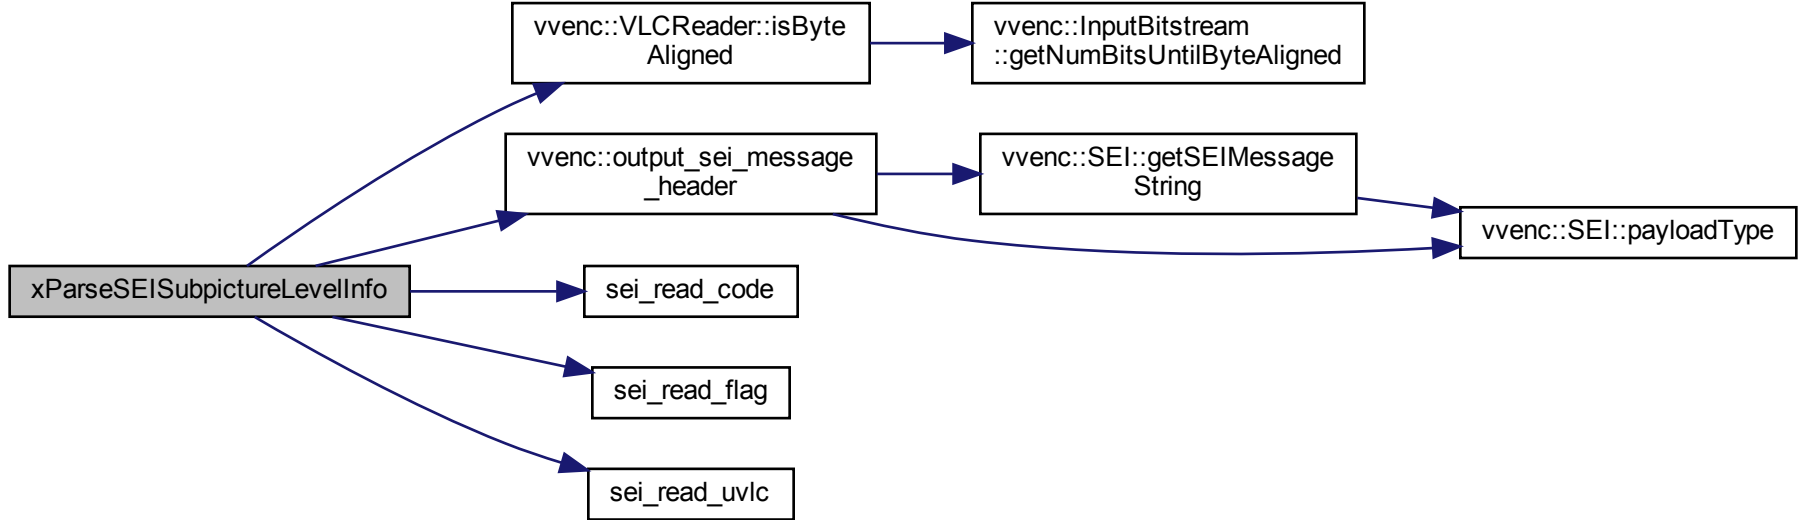 xParseSEISubpictureLevelInfo
vvenc::VLCReader::isByte
Aligned
vvenc::InputBitstream
::getNumBitsUntilByteAligned
vvenc::output_sei_message
_header
vvenc::SEI::getSEIMessage
String
vvenc::SEI::payloadType
sei_read_code
sei_read_flag
sei_read_uvlc